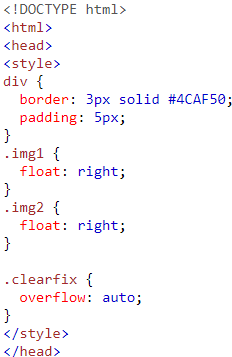 <!DOCTYPE html>
<html>
<head>
<style>
div {
  border: 3px solid #4CAF50;
  padding: 5px;
}
.img1 {
  float: right;
}
.img2 {
  float: right;
}

.clearfix {
  overflow: auto;
}
</style>
</head>